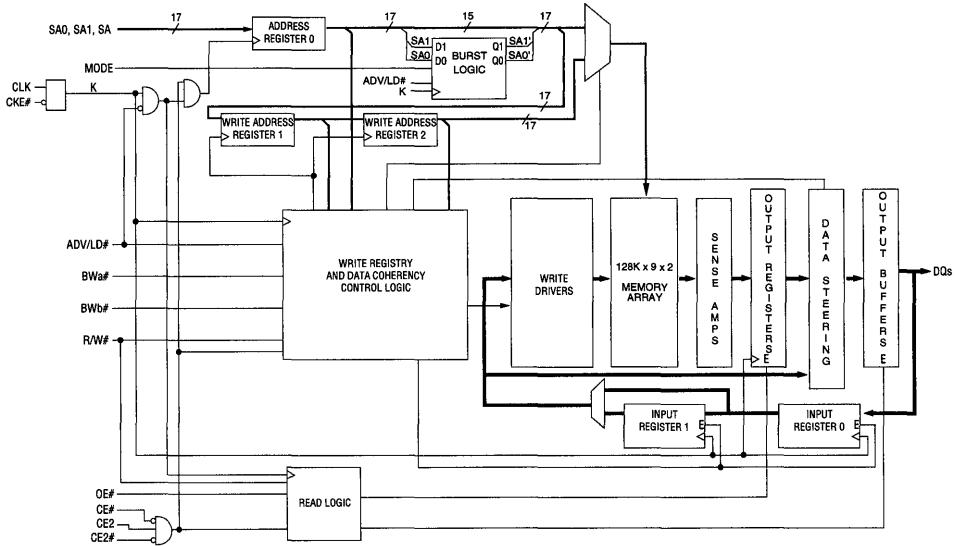 17
SA0, SA1, SA
ADDRESS
REGISTER 0
17
15
17
SA1
SA0
D1
D0
BURST
LOGIC
Q1
Q0
SA1'
SA0'
MODE
ADV/LD#
K
CLK
CKE#
K
17
17
WRITE ADDRESS
REGISTER 1
WRITE ADDRESS
REGISTER 2
ADV/LD#
BWa#
BWb#
R/W#
WRITE REGISTRY
AND DATA COHERENCY
CONTROL LOGIC
WRITE
DRIVERS
128K x 9 x 2
MEMORY
ARRAY
SENSE AMPS
OUTPUT REGISTERS
E
DATA STEERING
OUTPUT BUFFERS
E
DQs
INPUT
REGISTER 1
E
INPUT
REGISTER 0
E
OE#
CE#
CE2
CE2#
READ LOGIC